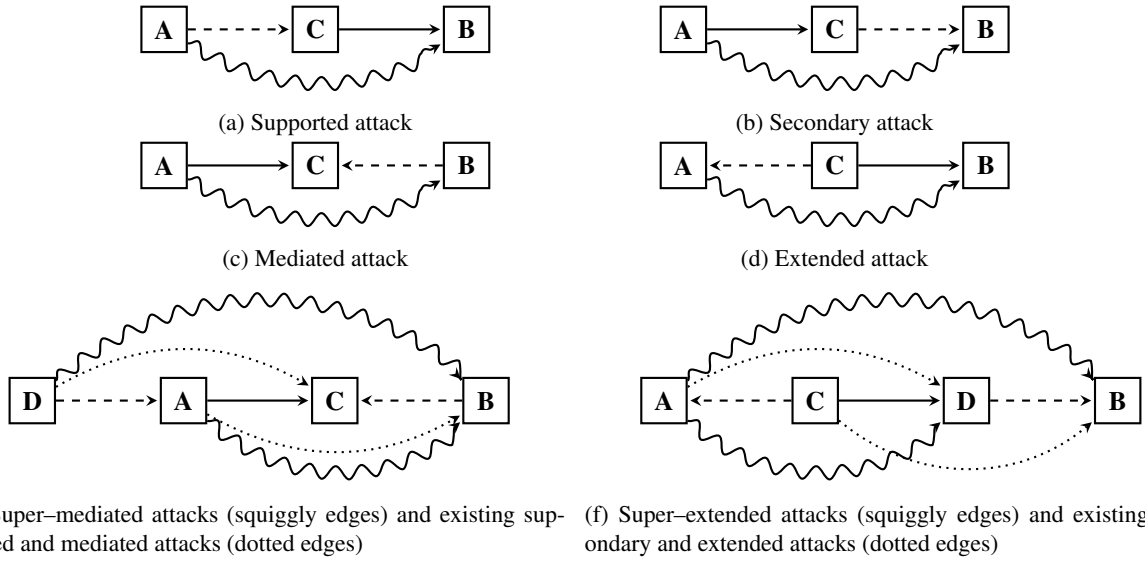 A C B A C B
(a) Supported attack (b) Secondary attack
A C B A C B
(c) Mediated attack (d) Extended attack
D A C B A C D B
uper–mediated attacks (squiggly edges) and existing sup- (f) Super–extended attacks (squiggly edges) and existing
ed and mediated attacks (dotted edges) ondary and extended attacks (dotted edges)